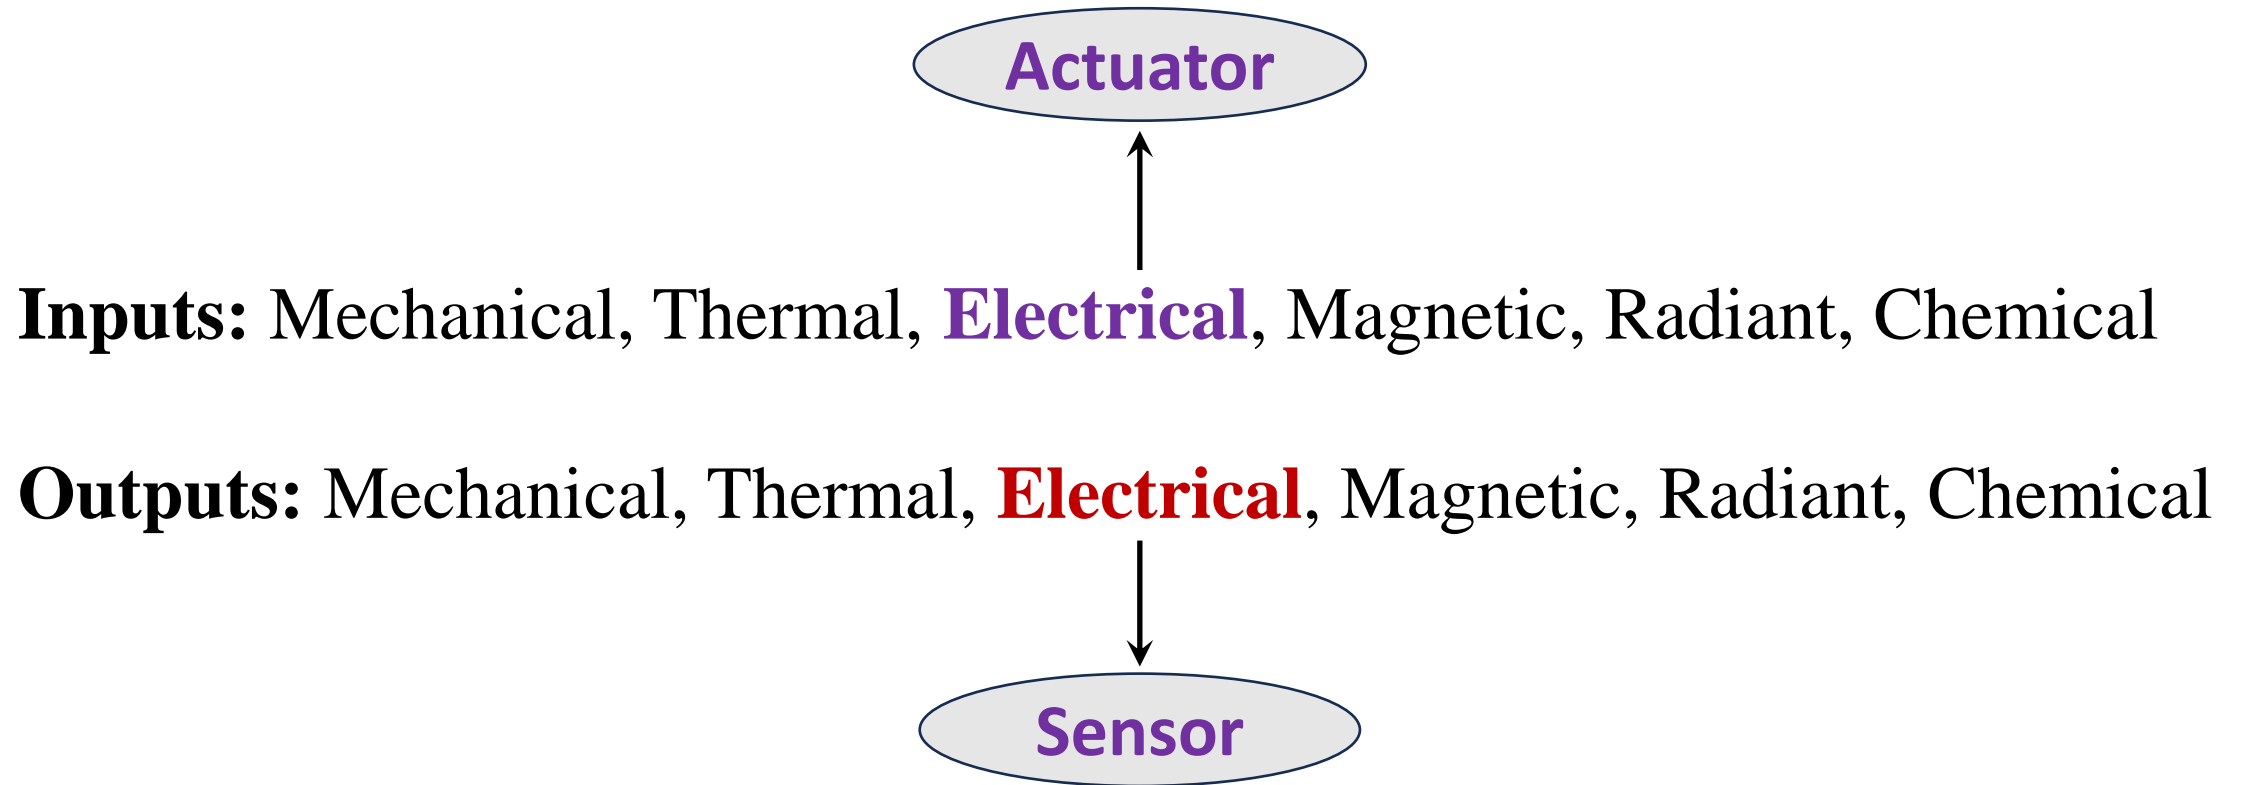 Actuator
Inputs: Mechanical, Thermal, Electrical, Magnetic, Radiant, Chemical
Outputs: Mechanical, Thermal, Electrical, Magnetic, Radiant, Chemical
Sensor